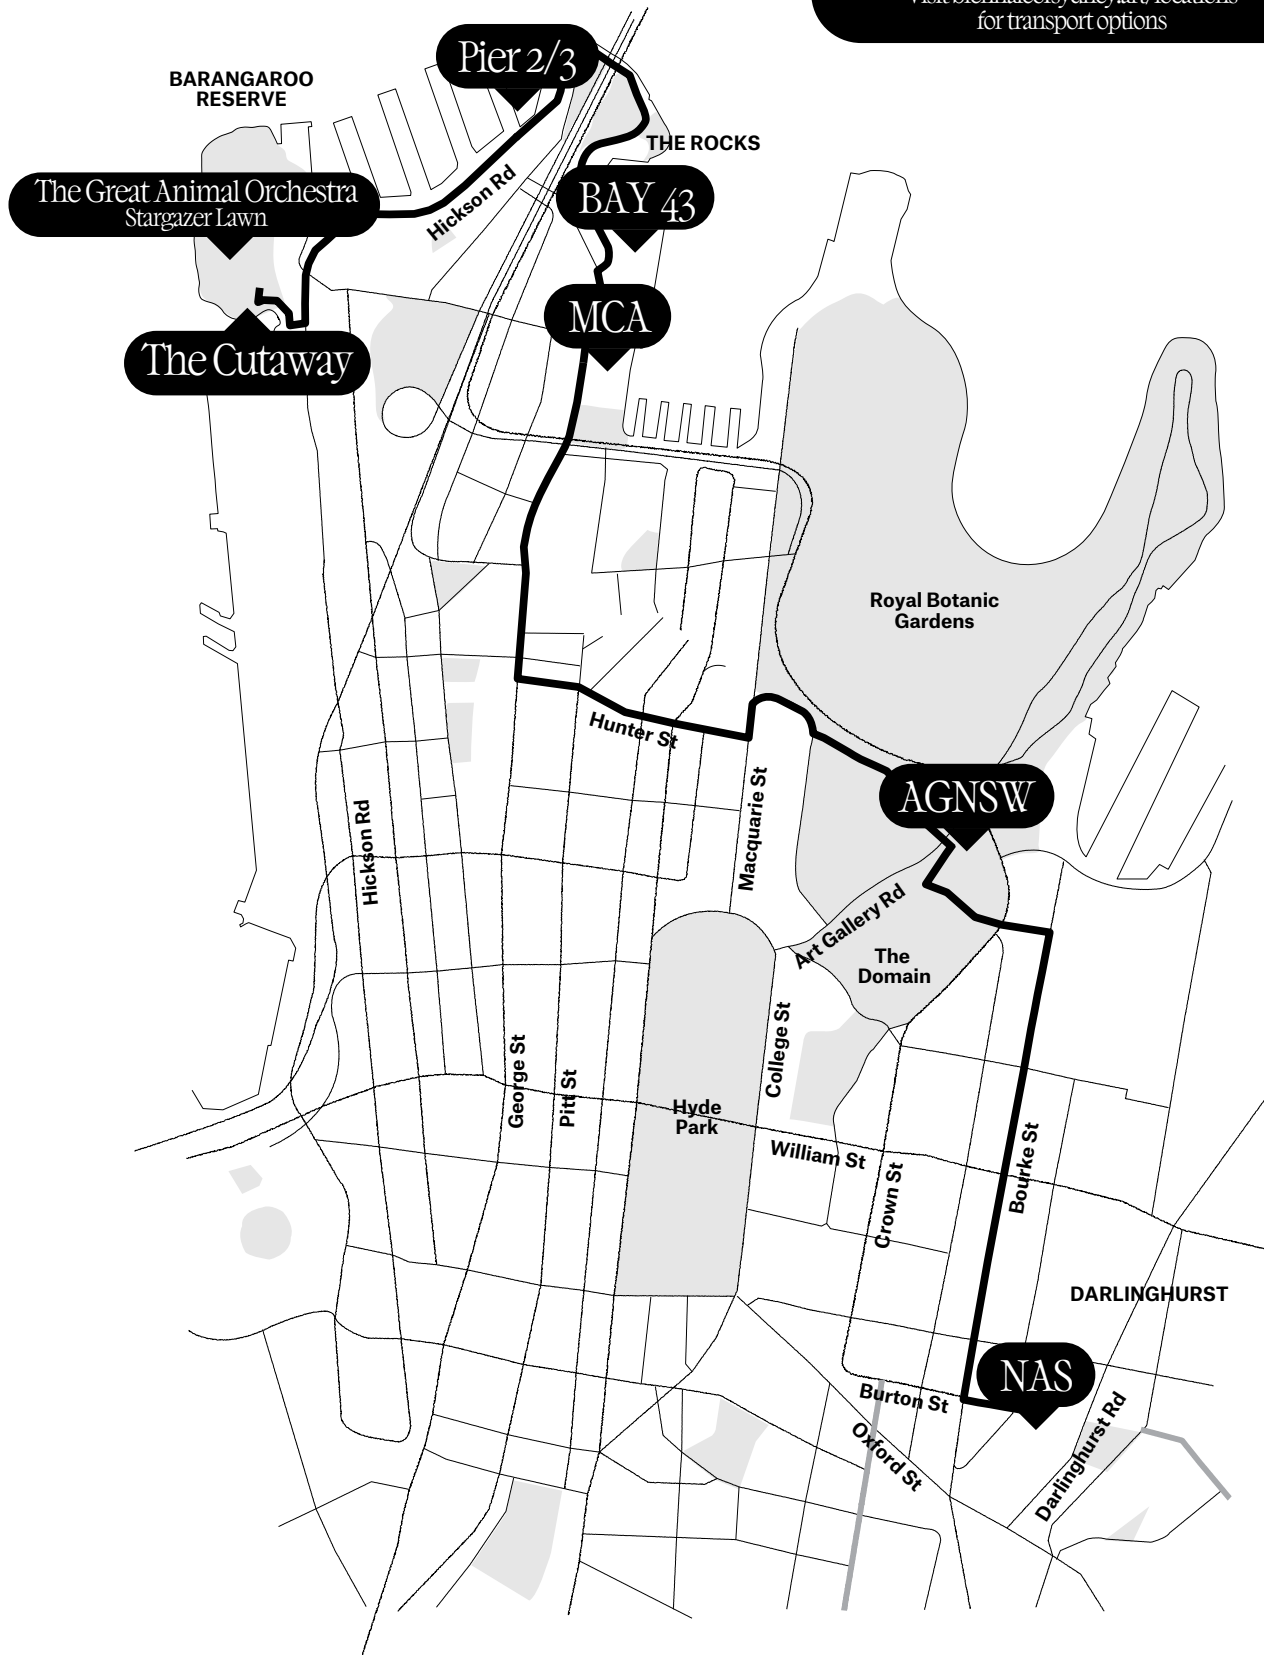 for transport options
Pier 2/3
BARANGAROO
RESERVE
THE ROCKS
The Great Animal Orchestra
Stargazer Lawn
Hickson Rd
BAY 43
MCA
The Cutaway
Royal Botanic
Gardens
Hunter St
AGNSW
Macquarie St
Hickson Rd
Art Gallery Rd
The
Domain
George St
Pitt St
College St
Hyde
Park
William St
Crown St
Bourke St
DARLINGHURST
NAS
Burton St
Oxford St
Darlinghurst Rd